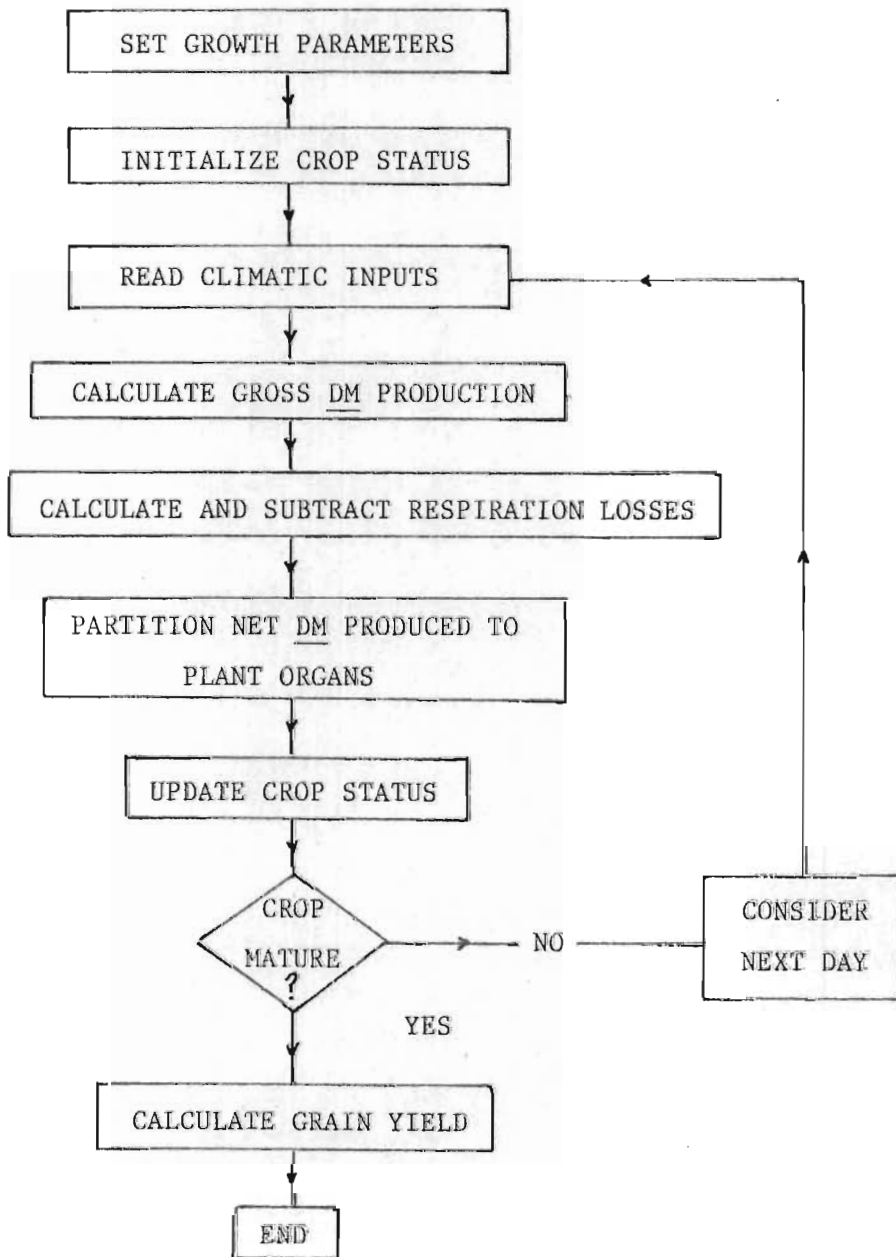 SET GROWTH PARAMETERS
INITIALIZE CROP STATUS
READ CLIMATIC INPUTS
CALCULATE GROSS DM PRODUCTION
CALCULATE AND SUBTRACT RESPIRATION LOSSES
PARTITION NET DM PRODUCED TO
PLANT ORGANS
UPDATE CROP STATUS
CROP
MATURE
?
NO
CONSIDER
NEXT DAY
YES
CALCULATE GRAIN YIELD
END